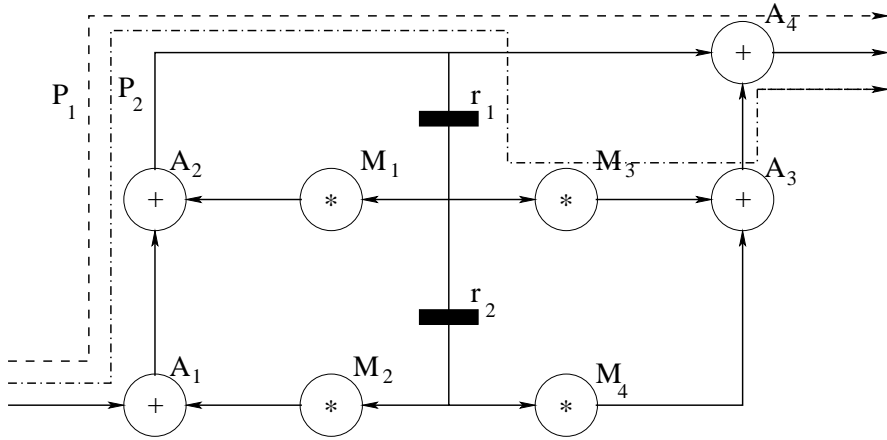 A4
+
P1
P2
r1
A2
M1
M3
A3
+
*
*
+
r2
A1
M2
M4
+
*
*